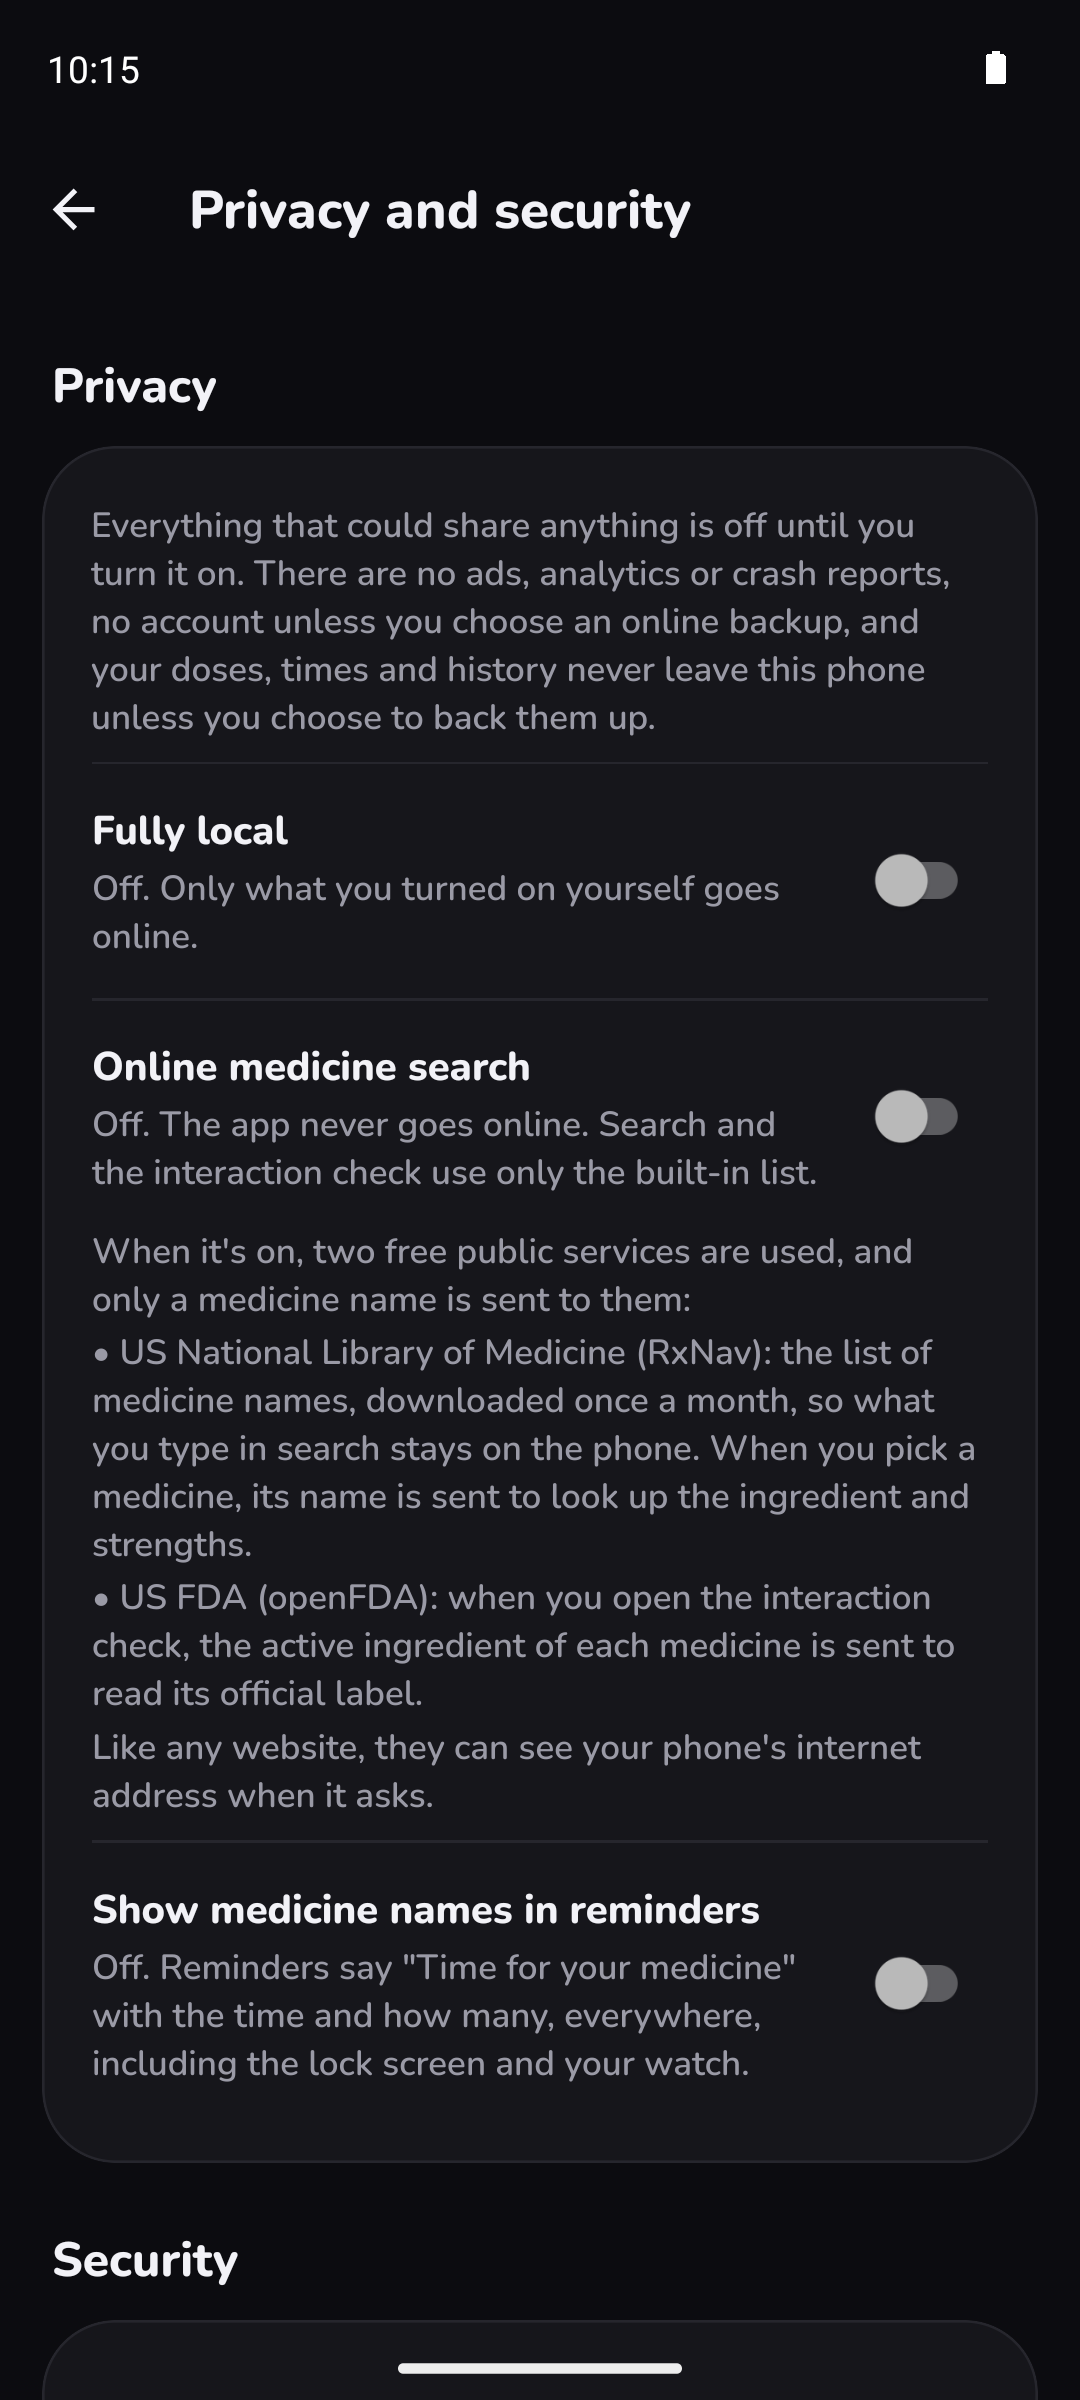 10:15
Privacy and security
Privacy
Everything that could share anything is off until you
turn it on. There are no ads, analytics or crash reports,
no account unless you choose an online backup, and
your doses, times and history never leave this phone
unless you choose to back them up.
Fully local
Off. Only what you turned on yourself goes
online.
Online medicine search
Off. The app never goes online. Search and
the interaction check use only the built-in list.
When it's on, two free public services are used, and
only a medicine name is sent to them:
• US National Library of Medicine (RxNav): the list of
medicine names, downloaded once a month, so what
you type in search stays on the phone. When you pick a
medicine, its name is sent to look up the ingredient and
strengths.
• US FDA (openFDA): when you open the interaction
check, the active ingredient of each medicine is sent to
read its official label.
Like any website, they can see your phone's internet
address when it asks.
Show medicine names in reminders
Off. Reminders say "Time for your medicine"
with the time and how many, everywhere,
including the lock screen and your watch.
Security